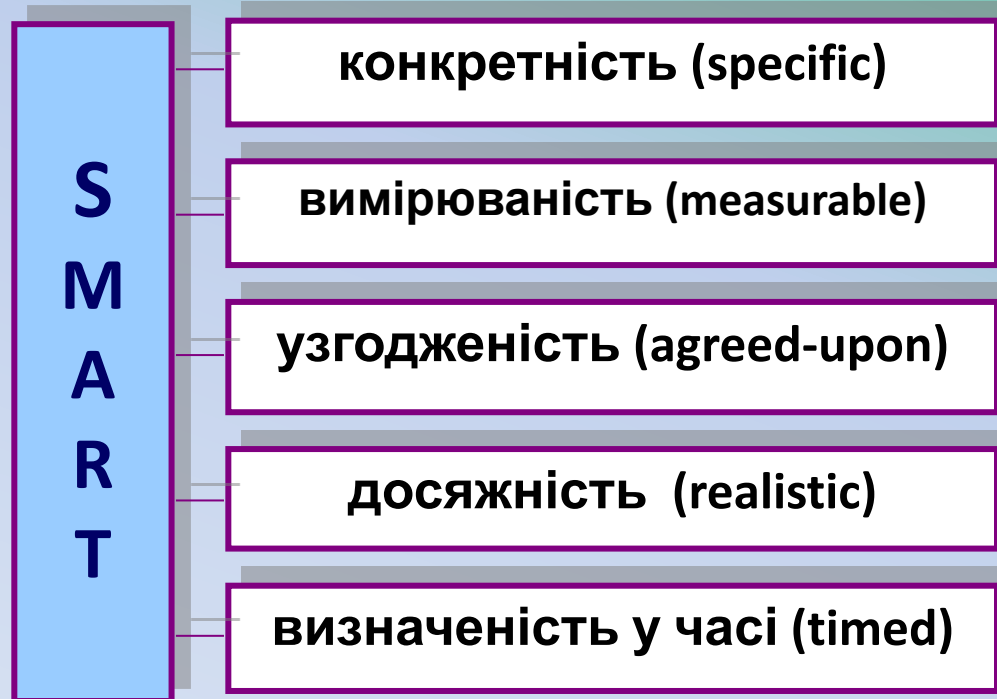 S
M
A
R
T
конкретність (specific)
вимірюваність (measurable)
узгодженість (agreed-upon)
досяжність (realistic)
визначеність у часі (timed)